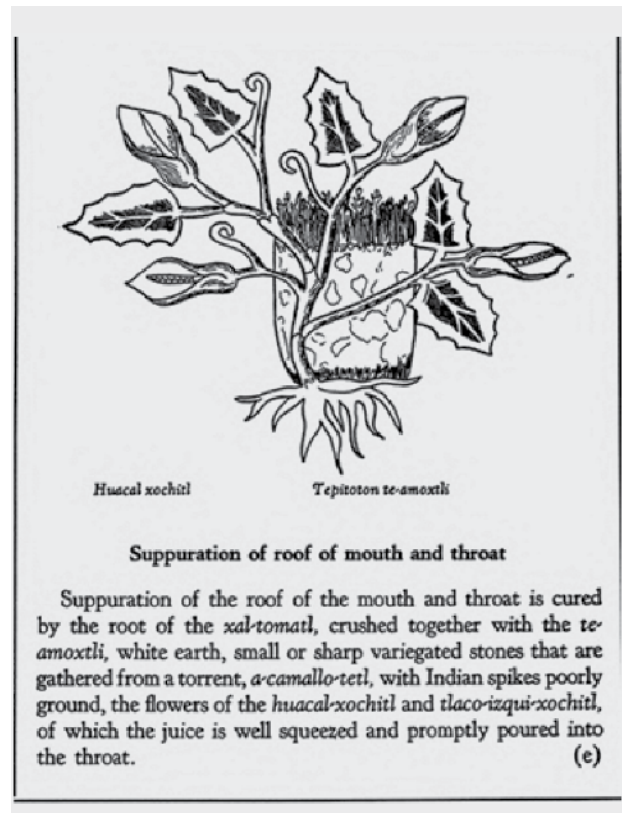 Huacal xochitl
Tepitoton te-amoxtli
Suppuration of roof of mouth and throat
Suppuration of the roof of the mouth and throat is cured
by the root of the xal-tomatl, crushed together with the te-
amoxtli, white earth, small or sharp variegated stones that are
gathered from a torrent, a-camallo-tetl, with Indian spikes poorly
ground, the flowers of the huacal-xochitl and tlaco-izqui-xochitl,
of which the juice is well squeezed and promptly poured into
the throat. (e)